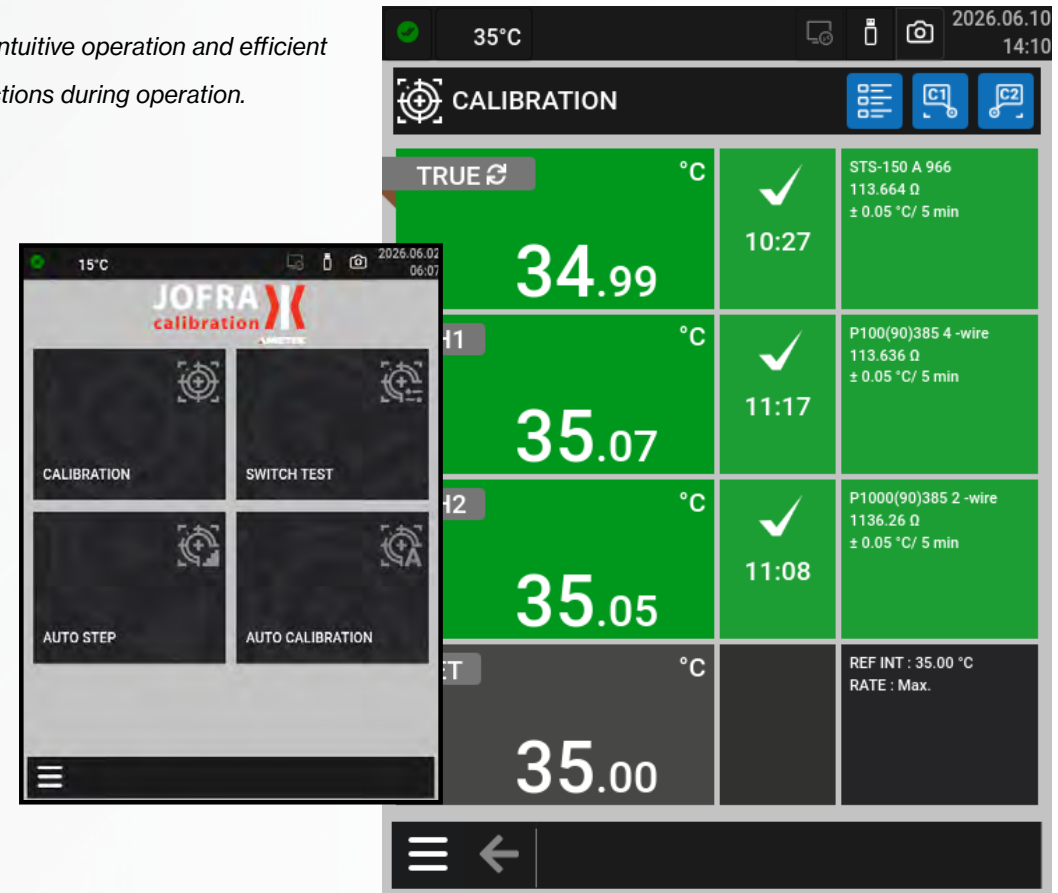 ntuitive operation and efficient
ctions during operation.
35°C
2026.06.10
14:10
CALIBRATION
C1
C2
TRUE
°C
34.99
10:27
STS-150 A 966
113.664 Ω
± 0.05 °C/ 5 min
H1
°C
35.07
11:17
P100(90)385 4 -wire
113.636 Ω
± 0.05 °C/ 5 min
H2
°C
35.05
11:08
P1000(90)385 2 -wire
1136.26 Ω
± 0.05 °C/ 5 min
ET
°C
35.00
REF INT : 35.00 °C
RATE : Max.
15°C
2026.06.02
06:07
JOFRA
calibration
AMETEK
CALIBRATION
SWITCH TEST
AUTO STEP
A
AUTO CALIBRATION